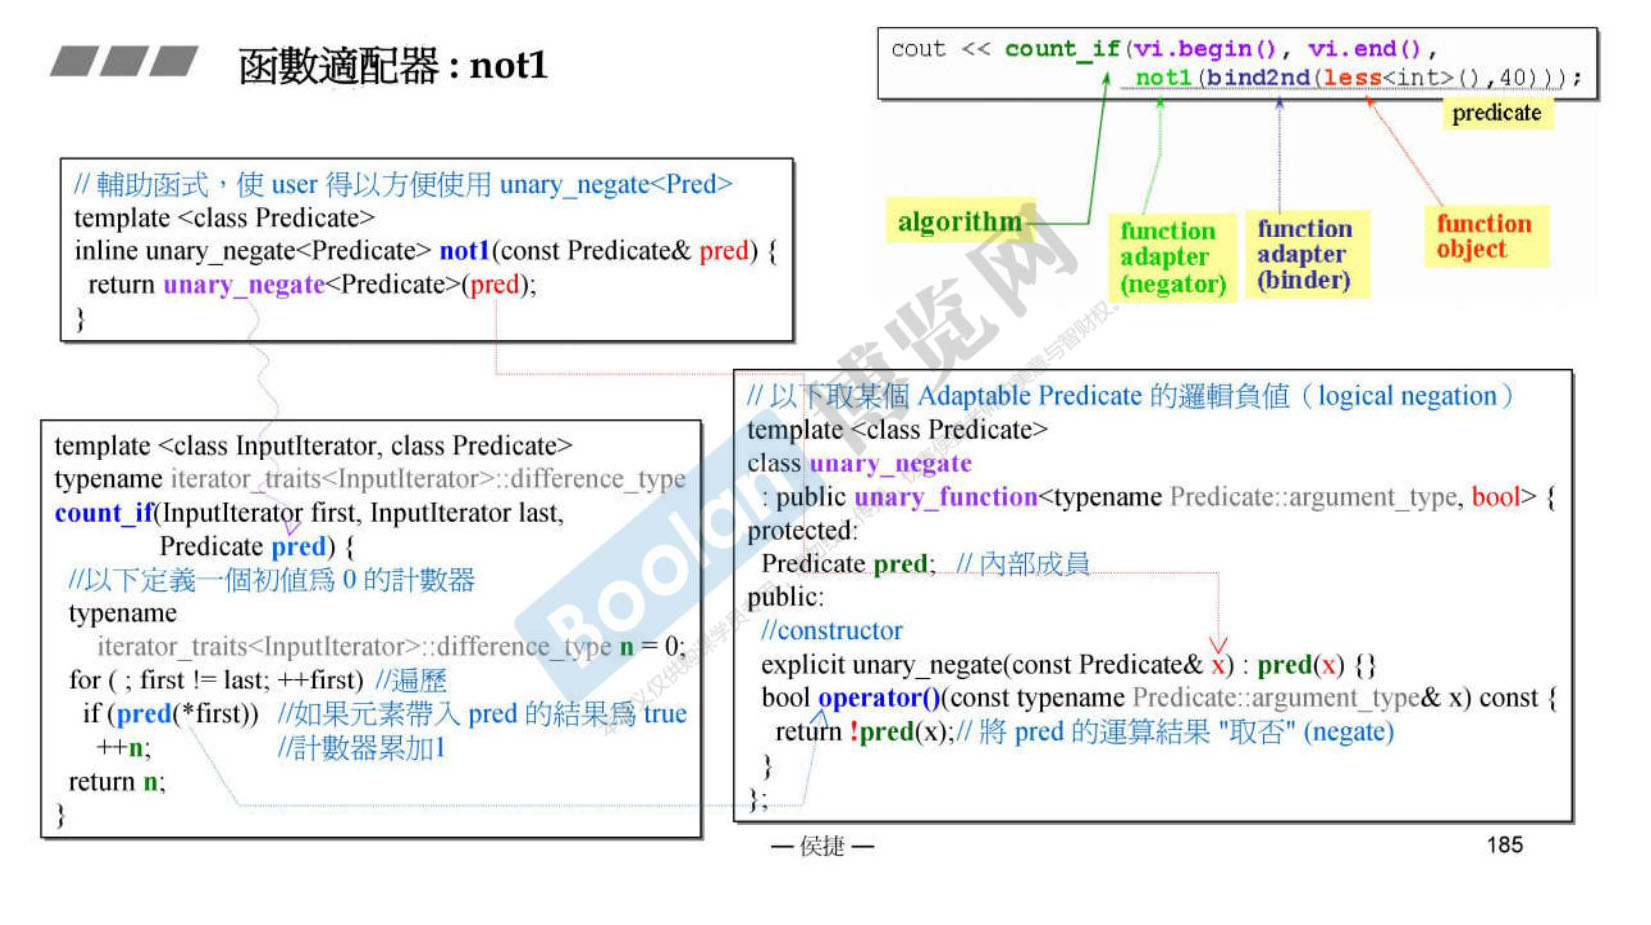 函數適配器 : not1
cout << count_if(vi.begin(), vi.end(),
not1(bind2nd(less<int>(),40)));
predicate
algorithm
function
adapter
(negator)
function
adapter
(binder)
function
object
// 輔助函式，使 user 得以方便使用 unary_negate<Pred>
template <class Predicate>
inline unary_negate<Predicate> not1(const Predicate& pred) {
return unary_negate<Predicate>(pred);
}
template <class InputIterator, class Predicate>
typename iterator_traits<InputIterator>::difference_type
count_if(InputIterator first, InputIterator last,
Predicate pred) {
//以下定義一個初值爲 0 的計數器
typename
iterator_traits<InputIterator>::difference_type n = 0;
for ( ; first != last; ++first) //遍歷
if (pred(*first)) //如果元素帶入 pred 的結果爲 true
++n; //計數器累加1
return n;
}
// 以下取某個 Adaptable Predicate 的邏輯負值（logical negation）
template <class Predicate>
class unary_negate
: public unary_function<typename Predicate::argument_type, bool> {
protected:
Predicate pred; // 內部成員
public:
//constructor
explicit unary_negate(const Predicate& x) : pred(x) {}
bool operator()(const typename Predicate::argument_type& x) const {
return !pred(x);// 將 pred 的運算結果 "取否" (negate)
}
};
Boolan
博览网
— 侯捷 —
185